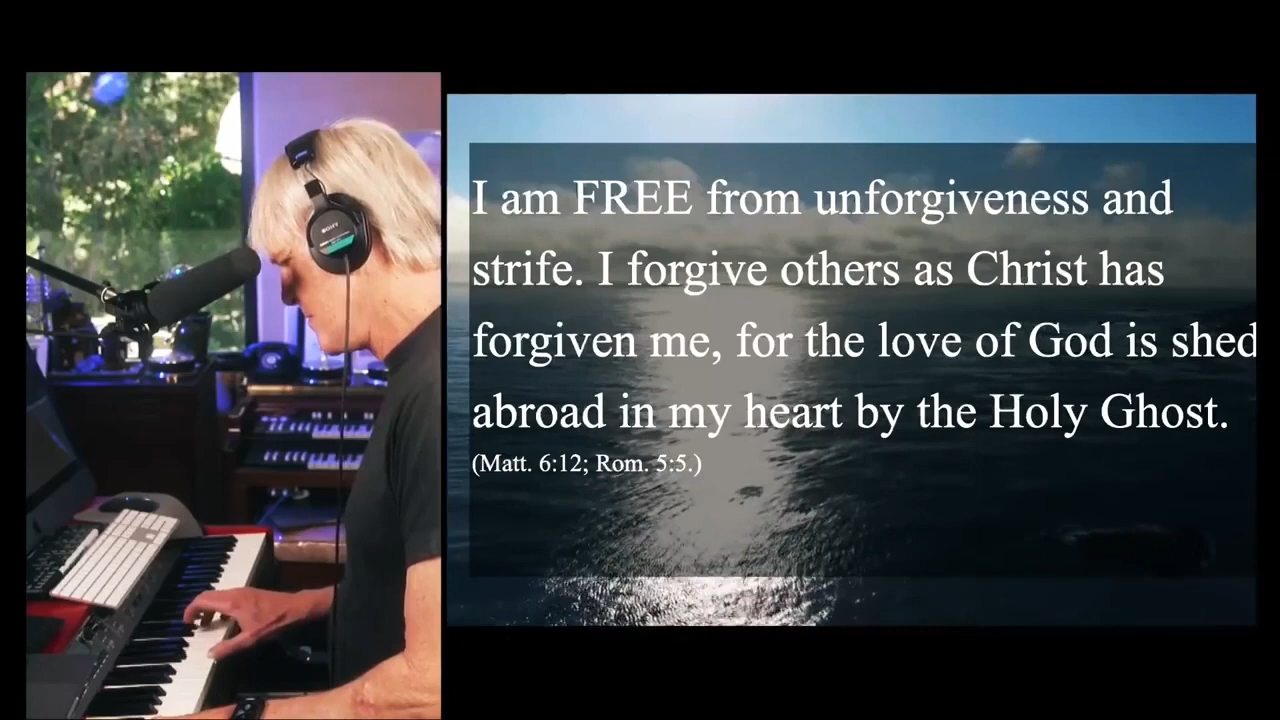 SONY
I am FREE from unforgiveness and
strife. I forgive others as Christ has
forgiven me, for the love of God is shed
abroad in my heart by the Holy Ghost.
(Matt. 6:12; Rom. 5:5.)